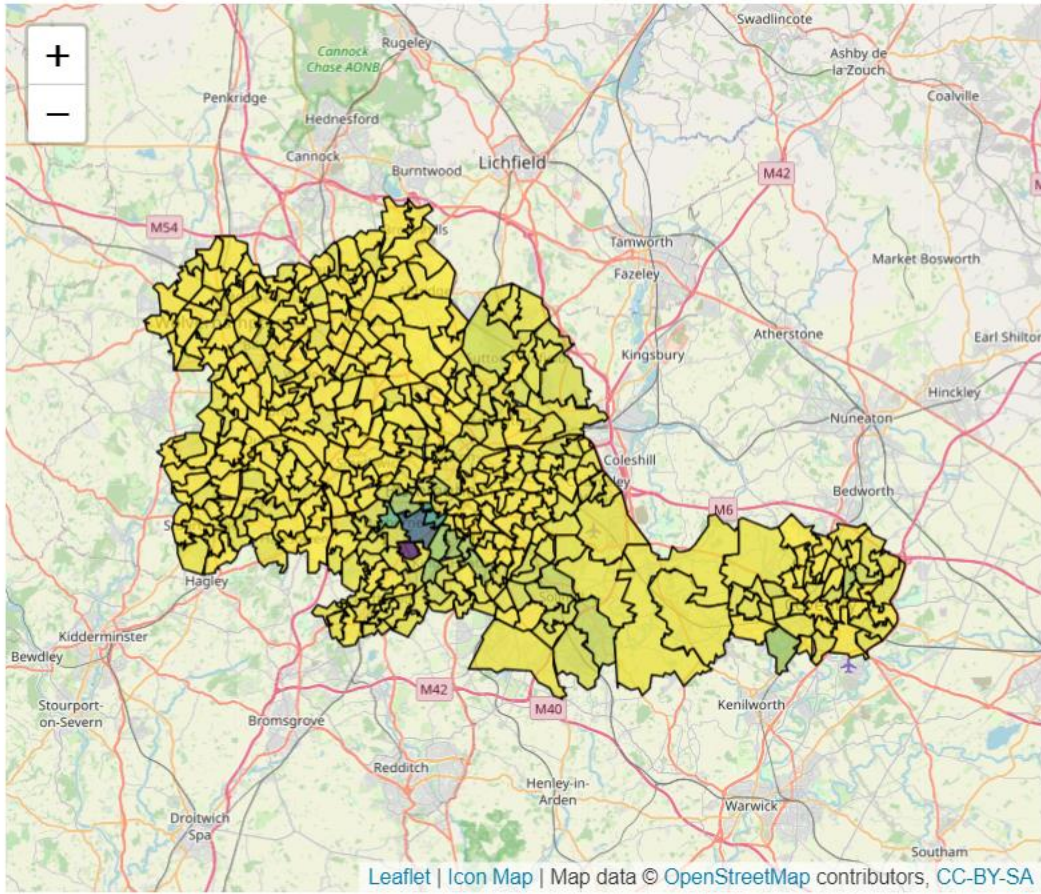 Swadlincote
+
Rugeley
Ashby de
la Zouch
Cannock
Chase AONB
Penkridge
Coalville
−
Hednesford
Cannock
Lichfield
Burntwood
M42
M54
Tamworth
Fazeley
Market Bosworth
Atherstone
Earl Shilton
Kingsbury
Hinckley
Nuneaton
Coleshill
Bedworth
M6
Hagley
Kidderminster
Bewdley
M42
Kenilworth
Stourport-
on-Severn
M40
Bromsgrove
Redditch
Henley-in-
Arden
Warwick
Droitwich
Spa
Southam
Leaflet | Icon Map | Map data © OpenStreetMap contributors, CC-BY-SA